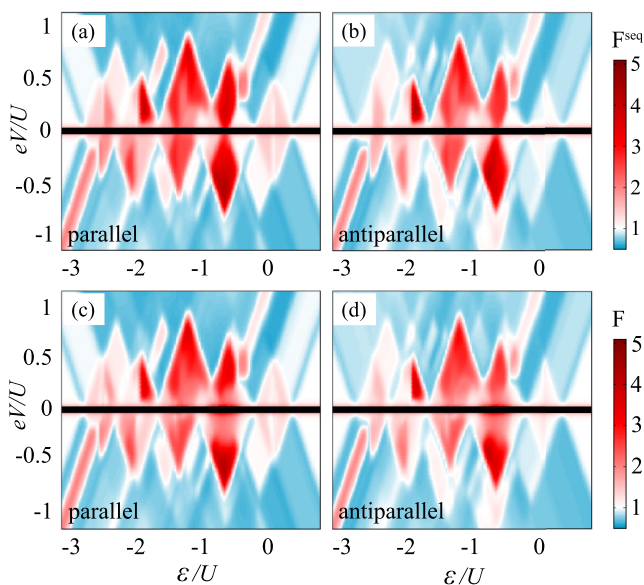 (a) (b) F^seq
1 0.5 0 -0.5 -1
eV/U
parallel antiparallel
5 4 3 2 1
-3 -2 -1 0 -3 -2 -1 0
(c) (d) F
1 0.5 0 -0.5 -1
eV/U
parallel antiparallel
5 4 3 2 1
-3 -2 -1 0 -3 -2 -1 0
ε/U ε/U